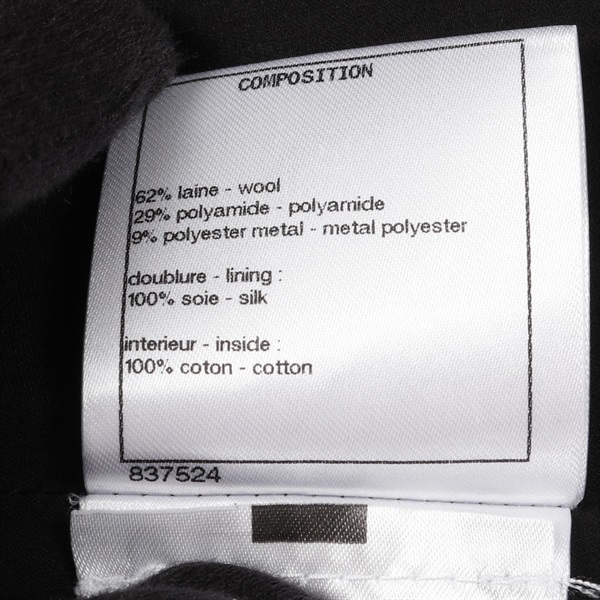 COMPOSITION
62% laine - wool
29% polyamide - polyamide
9% polyester metal - metal polyester
doublure - lining :
100% soie - silk
interieur - inside :
100% coton - cotton
837524